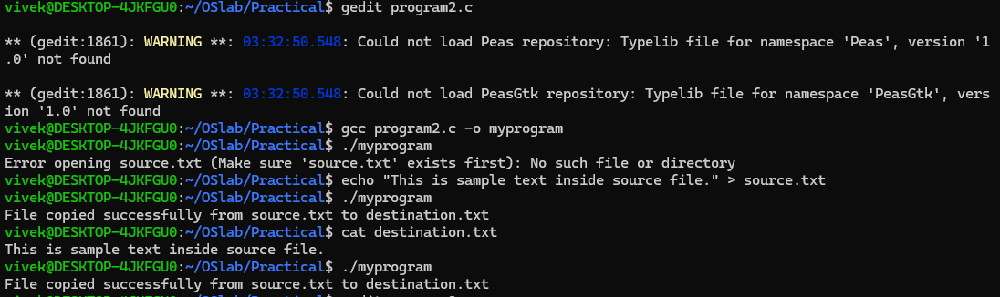 vivek@DESKTOP-4JKFGU0:~/OSlab/Practical$ gedit program2.c
** (gedit:1861): WARNING **: 03:32:50.548: Could not load Peas repository: Typelib file for namespace 'Peas', version '1
.0' not found
** (gedit:1861): WARNING **: 03:32:50.548: Could not load PeasGtk repository: Typelib file for namespace 'PeasGtk', vers
ion '1.0' not found
vivek@DESKTOP-4JKFGU0:~/OSlab/Practical$ gcc program2.c -o myprogram
vivek@DESKTOP-4JKFGU0:~/OSlab/Practical$ ./myprogram
Error opening source.txt (Make sure 'source.txt' exists first): No such file or directory
vivek@DESKTOP-4JKFGU0:~/OSlab/Practical$ echo "This is sample text inside source file." > source.txt
vivek@DESKTOP-4JKFGU0:~/OSlab/Practical$ ./myprogram
File copied successfully from source.txt to destination.txt
vivek@DESKTOP-4JKFGU0:~/OSlab/Practical$ cat destination.txt
This is sample text inside source file.
vivek@DESKTOP-4JKFGU0:~/OSlab/Practical$ ./myprogram
File copied successfully from source.txt to destination.txt